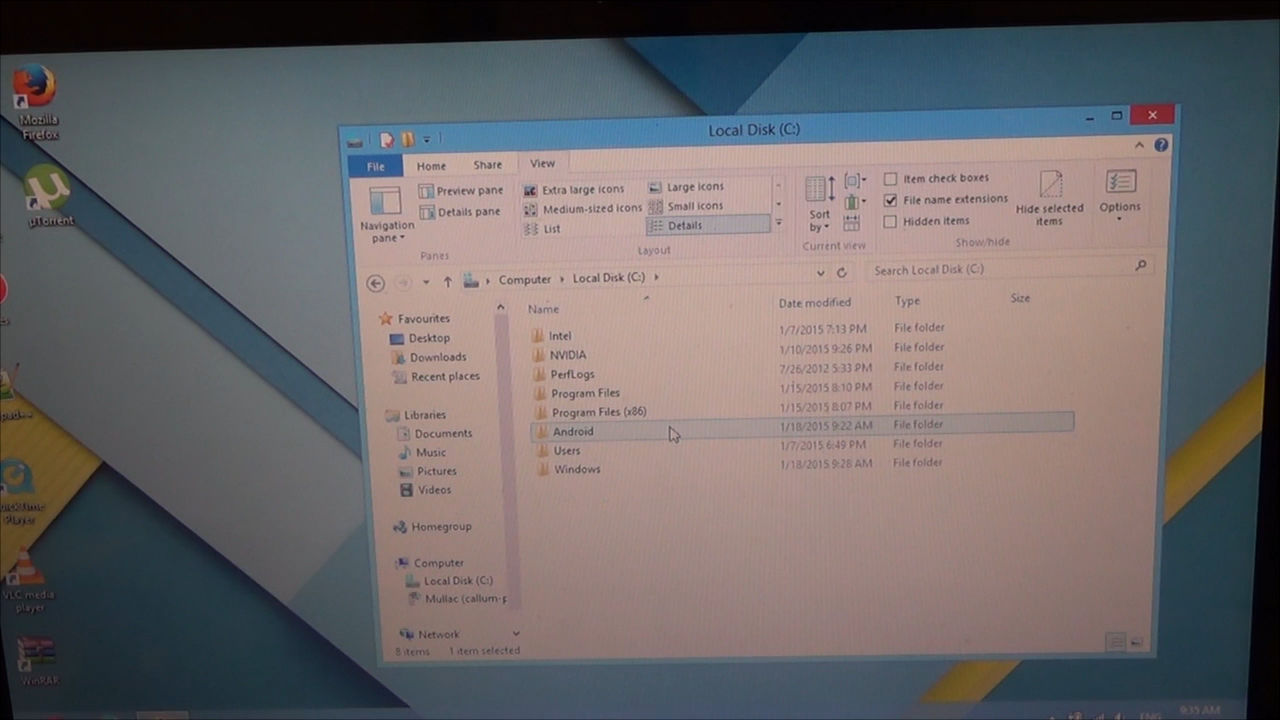 Mozilla
Firefox
µTorrent
QuickTime
Player
VLC media
player
WinRAR
Local Disk (C:)
File Home Share View
Navigation
pane
Preview pane
Details pane
Panes
Extra large icons
Large icons
Medium-sized icons
Small icons
List
Details
Layout
Sort
by
Current view
Item check boxes
File name extensions
Hidden items
Hide selected
items
Show/hide
Options
Computer Local Disk (C:)
Search Local Disk (C:)
Favourites
Desktop
Downloads
Recent places
Libraries
Documents
Music
Pictures
Videos
Homegroup
Computer
Local Disk (C:)
Mullac (callum-p
Network
Name Date modified Type Size
Intel 1/7/2015 7:13 PM File folder
NVIDIA 1/10/2015 9:26 PM File folder
PerfLogs 7/26/2012 5:33 PM File folder
Program Files 1/15/2015 8:10 PM File folder
Program Files (x86) 1/15/2015 8:07 PM File folder
Android 1/18/2015 9:22 AM File folder
Users 1/7/2015 6:49 PM File folder
Windows 1/18/2015 9:28 AM File folder
8 items 1 item selected
ENG
9:35 AM